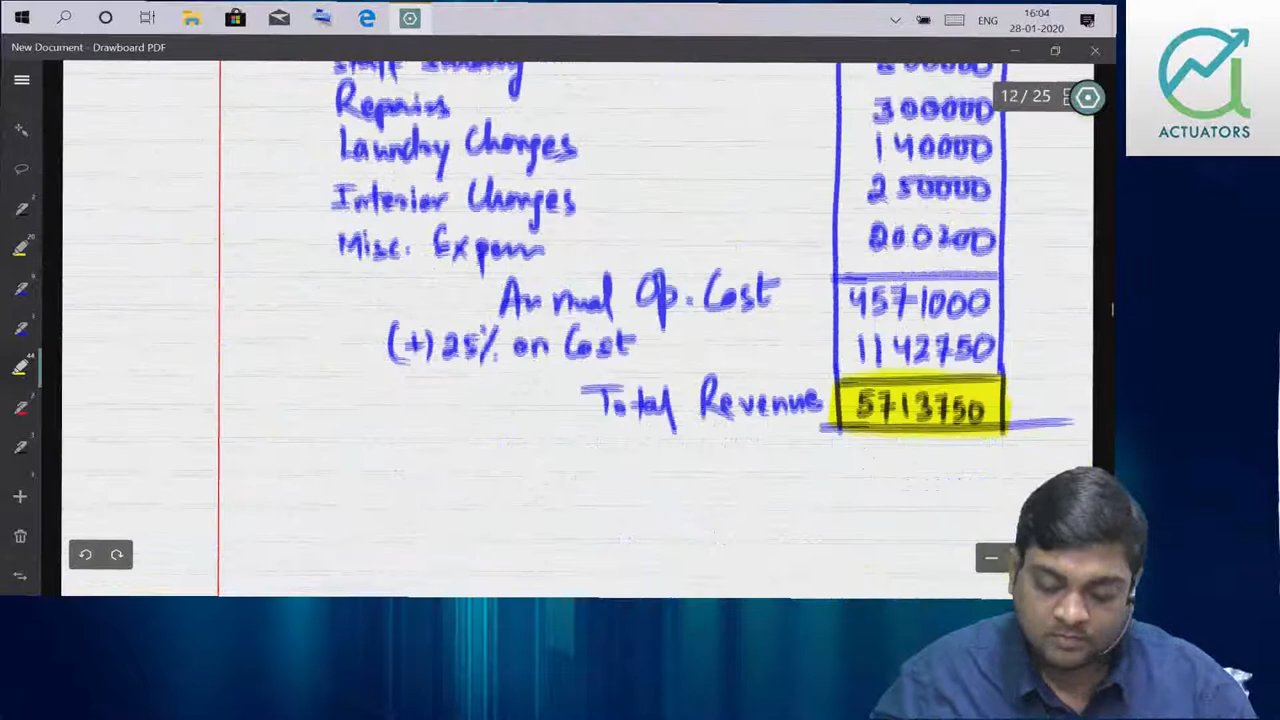 16:04
ENG
28-01-2020
New Document - Drawboard PDF
12 / 25
ACTUATORS
Repairs 300000
Laundry Charges 140000
Interior Charges 250000
Misc. Expen
Annual Op. Cost 4571000
(+) 25% on Cost 1142750
Total Revenue 5713750